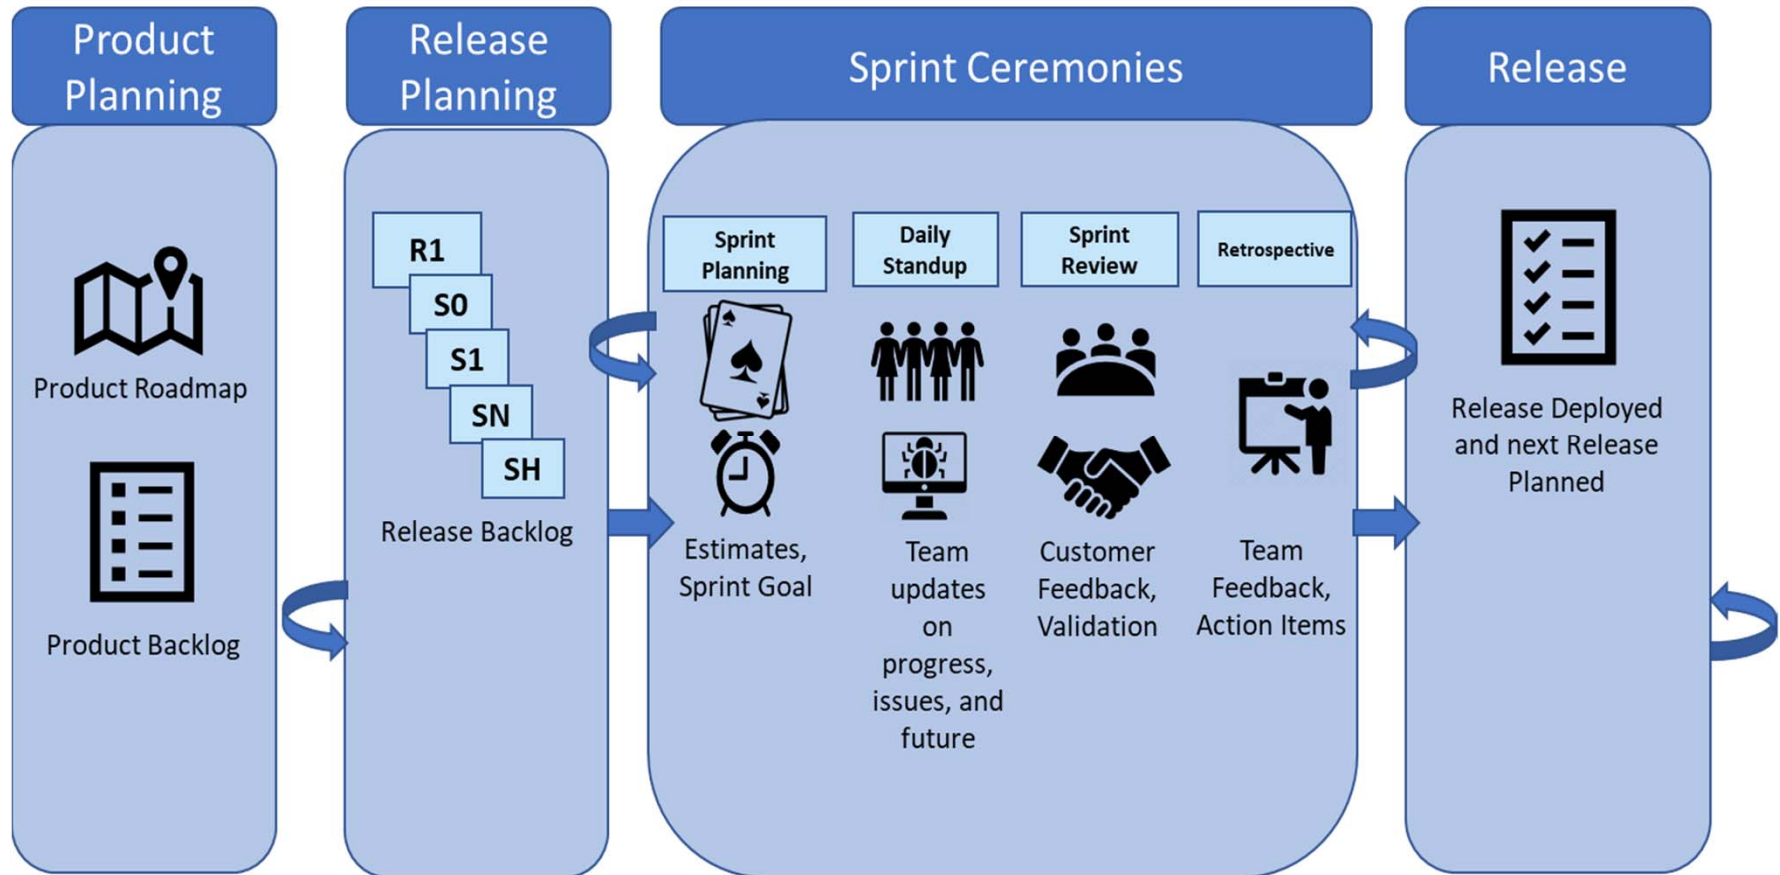 Product
Planning
Release
Planning
Sprint Ceremonies
Release
Product Roadmap
Product Backlog
R1
S0
S1
SN
SH
Release Backlog
Sprint
Planning
Estimates,
Sprint Goal
Daily
Standup
Team
updates
on
progress,
issues, and
future
Sprint
Review
Customer
Feedback,
Validation
Retrospective
Team
Feedback,
Action Items
Release Deployed
and next Release
Planned